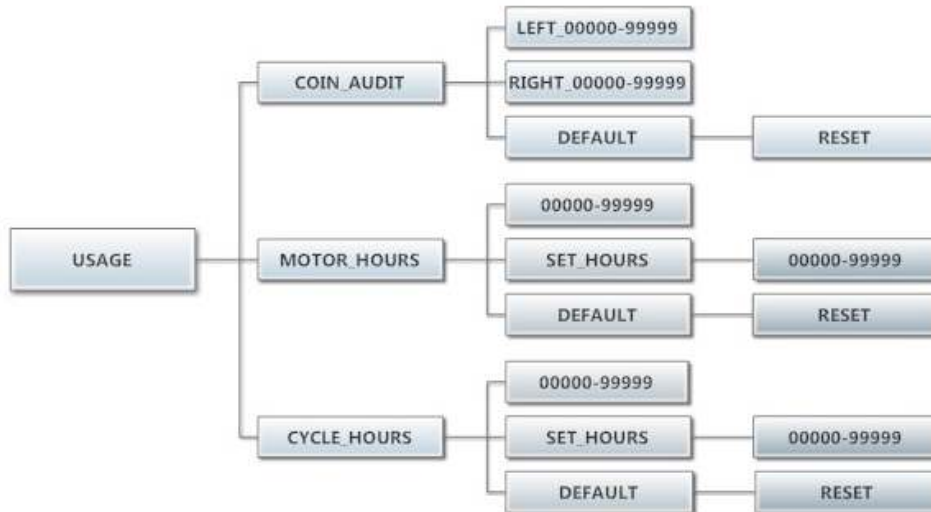 LEFT_00000-99999
COIN_AUDIT
RIGHT_00000-99999
DEFAULT
RESET
00000-99999
USAGE
MOTOR_HOURS
SET_HOURS
00000-99999
DEFAULT
RESET
00000-99999
CYCLE_HOURS
SET_HOURS
00000-99999
DEFAULT
RESET